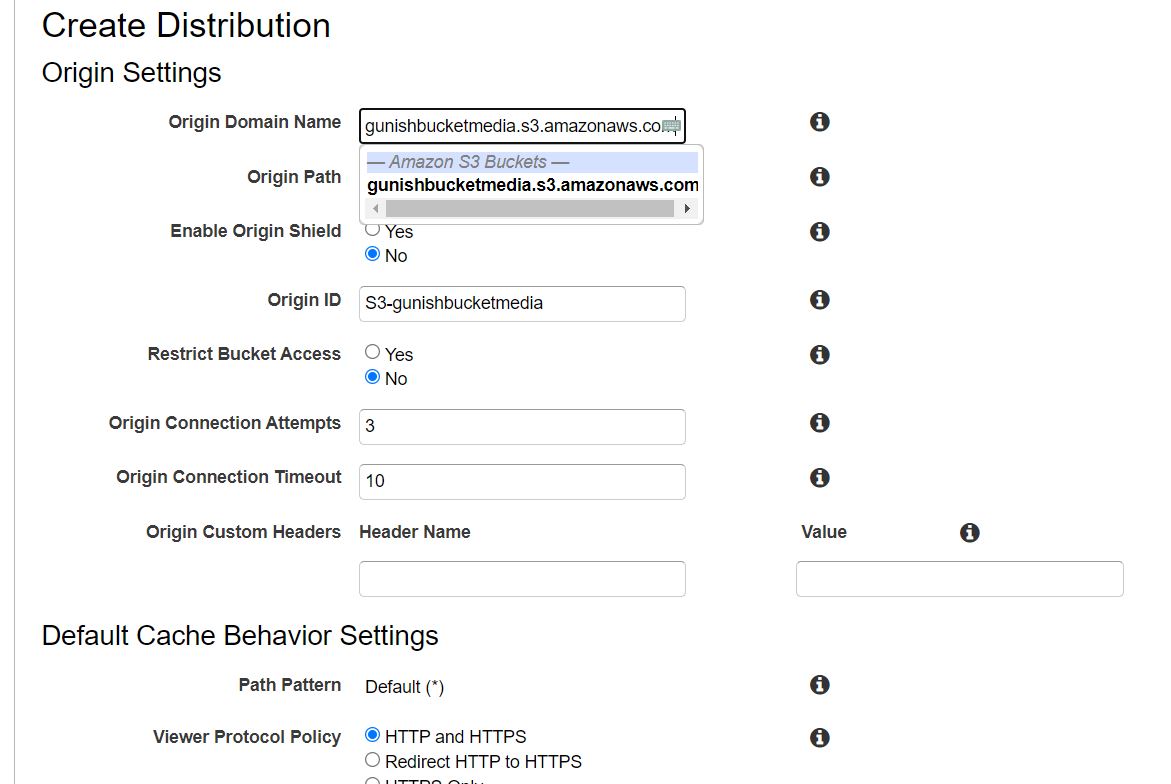 Create Distribution
Origin Settings
Origin Domain Name gunishbucketmedia.s3.amazonaws.co
— Amazon S3 Buckets —
Origin Path gunishbucketmedia.s3.amazonaws.com
Enable Origin Shield Yes
No
Origin ID S3-gunishbucketmedia
Restrict Bucket Access Yes
No
Origin Connection Attempts 3
Origin Connection Timeout 10
Origin Custom Headers Header Name Value
Default Cache Behavior Settings
Path Pattern Default (*)
Viewer Protocol Policy HTTP and HTTPS
Redirect HTTP to HTTPS
HTTPS Only